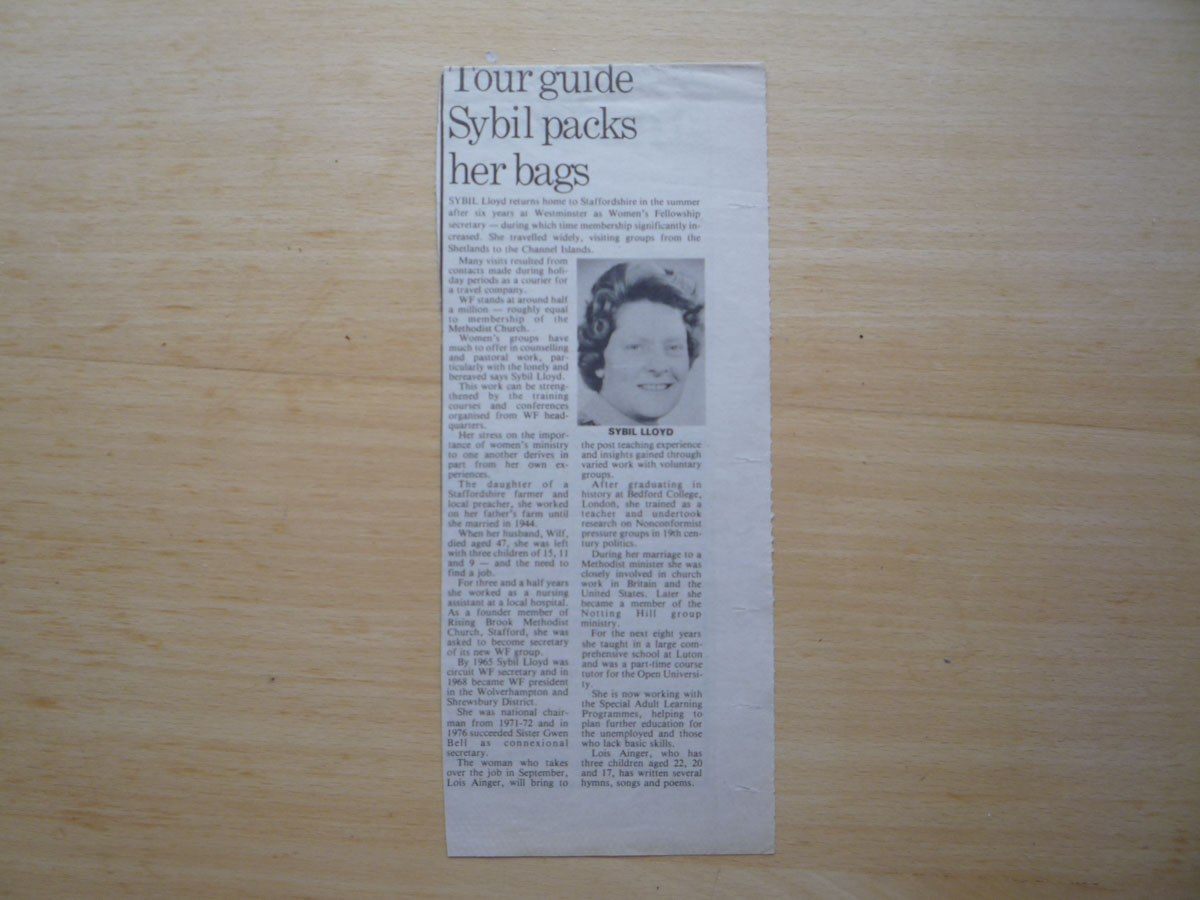 Tour guide
Sybil packs
her bags
SYBIL Lloyd returns home to Staffordshire in the summer
after six years at Westminster as Women's Fellowship
secretary — during which time membership significantly in-
creased. She travelled widely, visiting groups from the
Shetlands to the Channel Islands.
Many visits resulted from
contacts made during holi-
day periods as a courier for
a travel company.
WF stands at around half
a million — roughly equal
to membership of the
Methodist Church.
Women's groups have
much to offer in counselling
and pastoral work, par-
ticularly with the lonely and
bereaved says Sybil Lloyd.
This work can be streng-
thened by the training
courses and conferences
organised from WF head-
quarters.
Her stress on the impor-
tance of women's ministry
to one another derives in
part from her own ex-
periences.
The daughter of a
Staffordshire farmer and
local preacher, she worked
on her father's farm until
she married in 1944.
When her husband, Wilf,
died aged 47, she was left
with three children of 15, 11
and 9 — and the need to
find a job.
For three and a half years
she worked as a nursing
assistant at a local hospital.
As a founder member of
Rising Brook Methodist
Church, Stafford, she was
asked to become secretary
of its new WF group.
By 1965 Sybil Lloyd was
circuit WF secretary and in
1968 became WF president
in the Wolverhampton and
Shrewsbury District.
She was national chair-
man from 1971-72 and in
1976 succeeded Sister Gwen
Bell as connexional
secretary.
The woman who takes
over the job in September,
Lois Ainger, will bring to
SYBIL LLOYD
the post teaching experience
and insights gained through
varied work with voluntary
groups.
After graduating in
history at Bedford College,
London, she trained as a
teacher and undertook
research on Nonconformist
pressure groups in 19th cen-
tury politics.
During her marriage to a
Methodist minister she was
closely involved in church
work in Britain and the
United States. Later she
became a member of the
Notting Hill group
ministry.
For the next eight years
she taught in a large com-
prehensive school at Luton
and was a part-time course
tutor for the Open Universi-
ty.
She is now working with
the Special Adult Learning
Programmes, helping to
plan further education for
the unemployed and those
who lack basic skills.
Lois Ainger, who has
three children aged 22, 20
and 17, has written several
hymns, songs and poems.